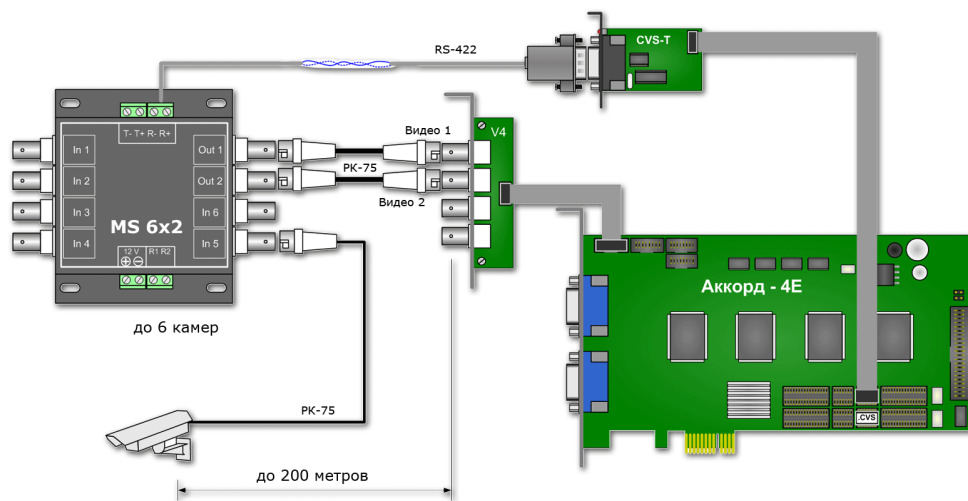 RS-422
CVS-T
T- T+ R- R+
In 1
Out 1
In 2
Out 2
In 3
In 6
MS 6x2
In 4
In 5
12 V
R1 R2
Видео 1
РК-75
Видео 2
V4
до 6 камер
Аккорд - 4E
.CVS
РК-75
до 200 метров